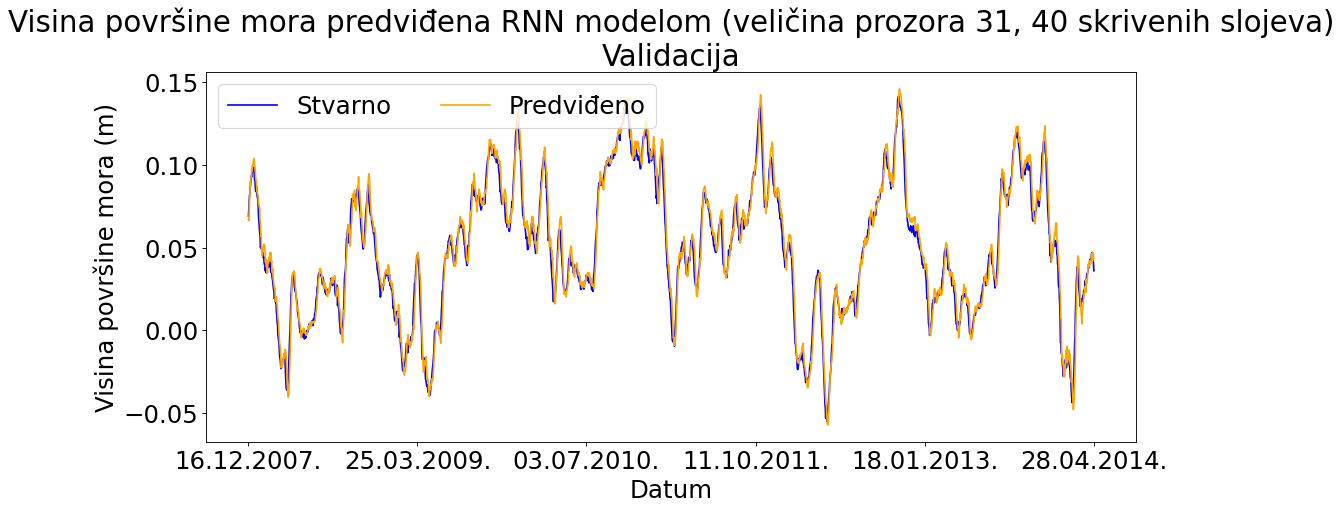 Visina površine mora predviđena RNN modelom (veličina prozora 31, 40 skrivenih slojeva)
Validacija
Stvarno
Predviđeno
Visina površine mora (m)
0.15
0.10
0.05
0.00
−0.05
16.12.2007.
25.03.2009.
03.07.2010.
11.10.2011.
18.01.2013.
28.04.2014.
Datum